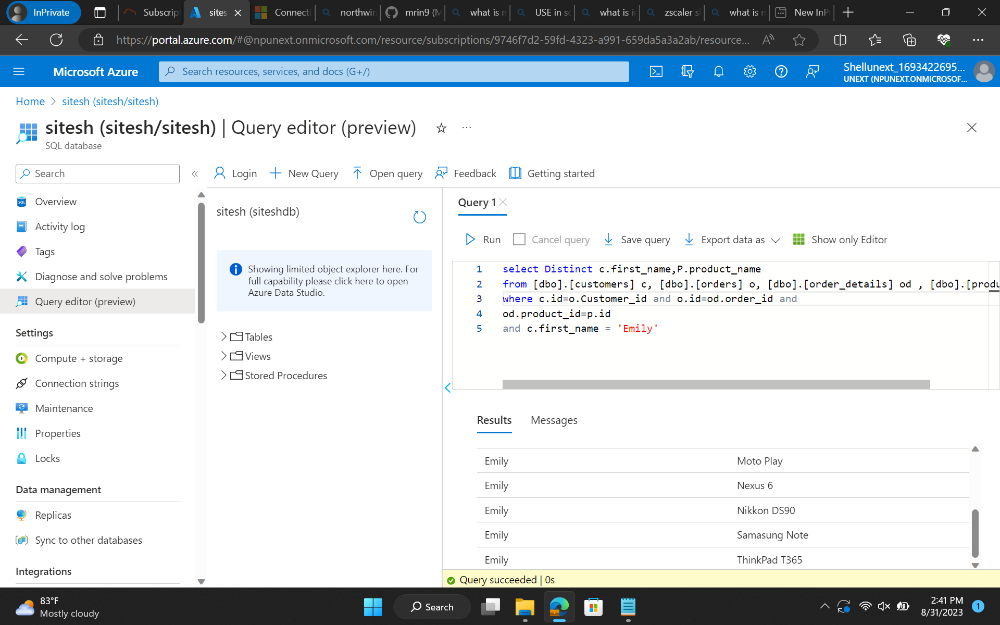 InPrivate
Subscrip
sites
Connecti
northwin
mrin9 (M
what is n
USE in sc
what is in
zscaler s
what is n
New InP
https://portal.azure.com/#@npunext.onmicrosoft.com/resource/subscriptions/9746f7d2-59fd-4323-a991-659da5a3a2ab/resource...
Microsoft Azure
Search resources, services, and docs (G+/)
Shellunext_1693422695...
UNEXT (NPUNEXT.ONMICROSOF...
Home > sitesh (sitesh/sitesh)
sitesh (sitesh/sitesh) | Query editor (preview)
SQL database
Search
Login
New Query
Open query
Feedback
Getting started
Overview
Activity log
Tags
Diagnose and solve problems
Query editor (preview)
Settings
Compute + storage
Connection strings
Maintenance
Properties
Locks
Data management
Replicas
Sync to other databases
Integrations
sitesh (siteshdb)
Showing limited object explorer here. For
full capability please click here to open
Azure Data Studio.
Tables
Views
Stored Procedures
Query 1
Run
Cancel query
Save query
Export data as
Show only Editor
1 select Distinct c.first_name,P.product_name
2 from [dbo].[customers] c, [dbo].[orders] o, [dbo].[order_details] od , [dbo].[produ
3 where c.id=o.Customer_id and o.id=od.order_id and
4 od.product_id=p.id
5 and c.first_name = 'Emily'
Results
Messages
Emily Moto Play
Emily Nexus 6
Emily Nikkon DS90
Emily Samasung Note
Emily ThinkPad T365
Query succeeded | 0s
83°F
Mostly cloudy
Search
2:41 PM
8/31/2023
1